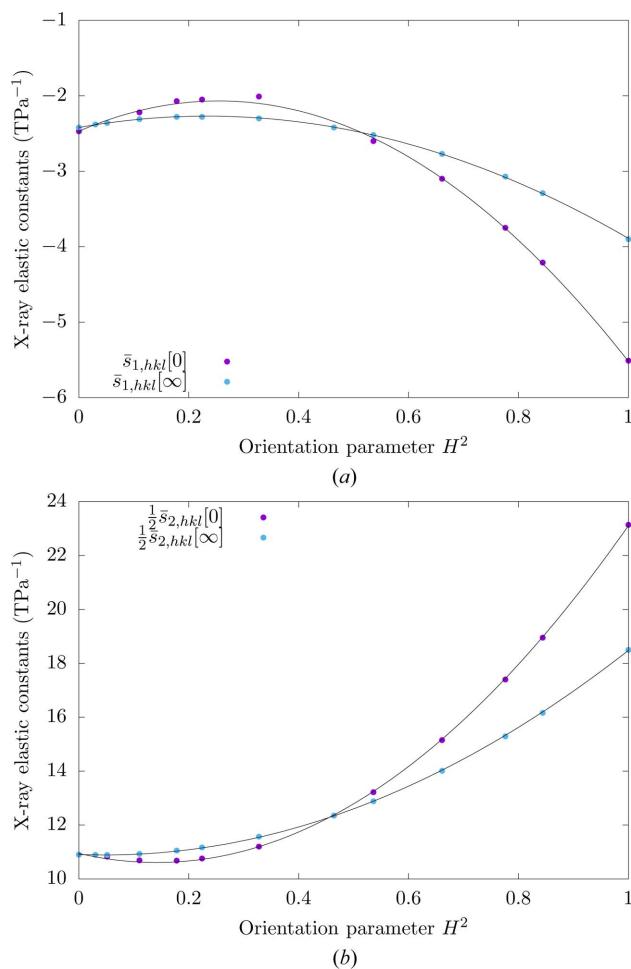 −1
−2
−3
−4
−5
−6
X-ray elastic constants (TPa⁻¹)
s̄₁,ₕₖₗ[0]
s̄₁,ₕₖₗ[∞]
0 0.2 0.4 0.6 0.8 1
Orientation parameter H²
(a)
24
22
20
18
16
14
12
10
X-ray elastic constants (TPa⁻¹)
½s̄₂,ₕₖₗ[0]
½s̄₂,ₕₖₗ[∞]
0 0.2 0.4 0.6 0.8 1
Orientation parameter H²
(b)